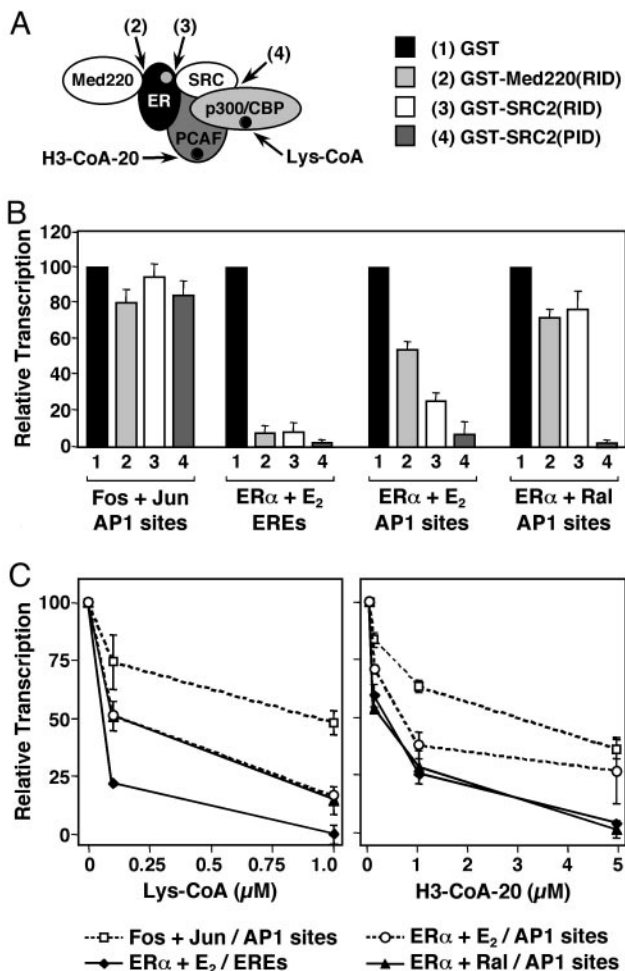 A
(2) (3)
(4)
Med220 SRC
ER p300/CBP
PCAF
H3-CoA-20 Lys-CoA
(1) GST
(2) GST-Med220(RID)
(3) GST-SRC2(RID)
(4) GST-SRC2(PID)
B
Relative Transcription
120
100
80
60
40
20
0
1 2 3 4 1 2 3 4 1 2 3 4 1 2 3 4
Fos + Jun ERα + E2 ERα + E2 ERα + Ral
AP1 sites EREs AP1 sites AP1 sites
C
Relative Transcription
100
75
50
25
0
0 0.25 0.50 0.75 1.0 0 1 2 3 4 5
Lys-CoA (µM) H3-CoA-20 (µM)
Fos + Jun / AP1 sites ERα + E2 / AP1 sites
ERα + E2 / EREs ERα + Ral / AP1 sites